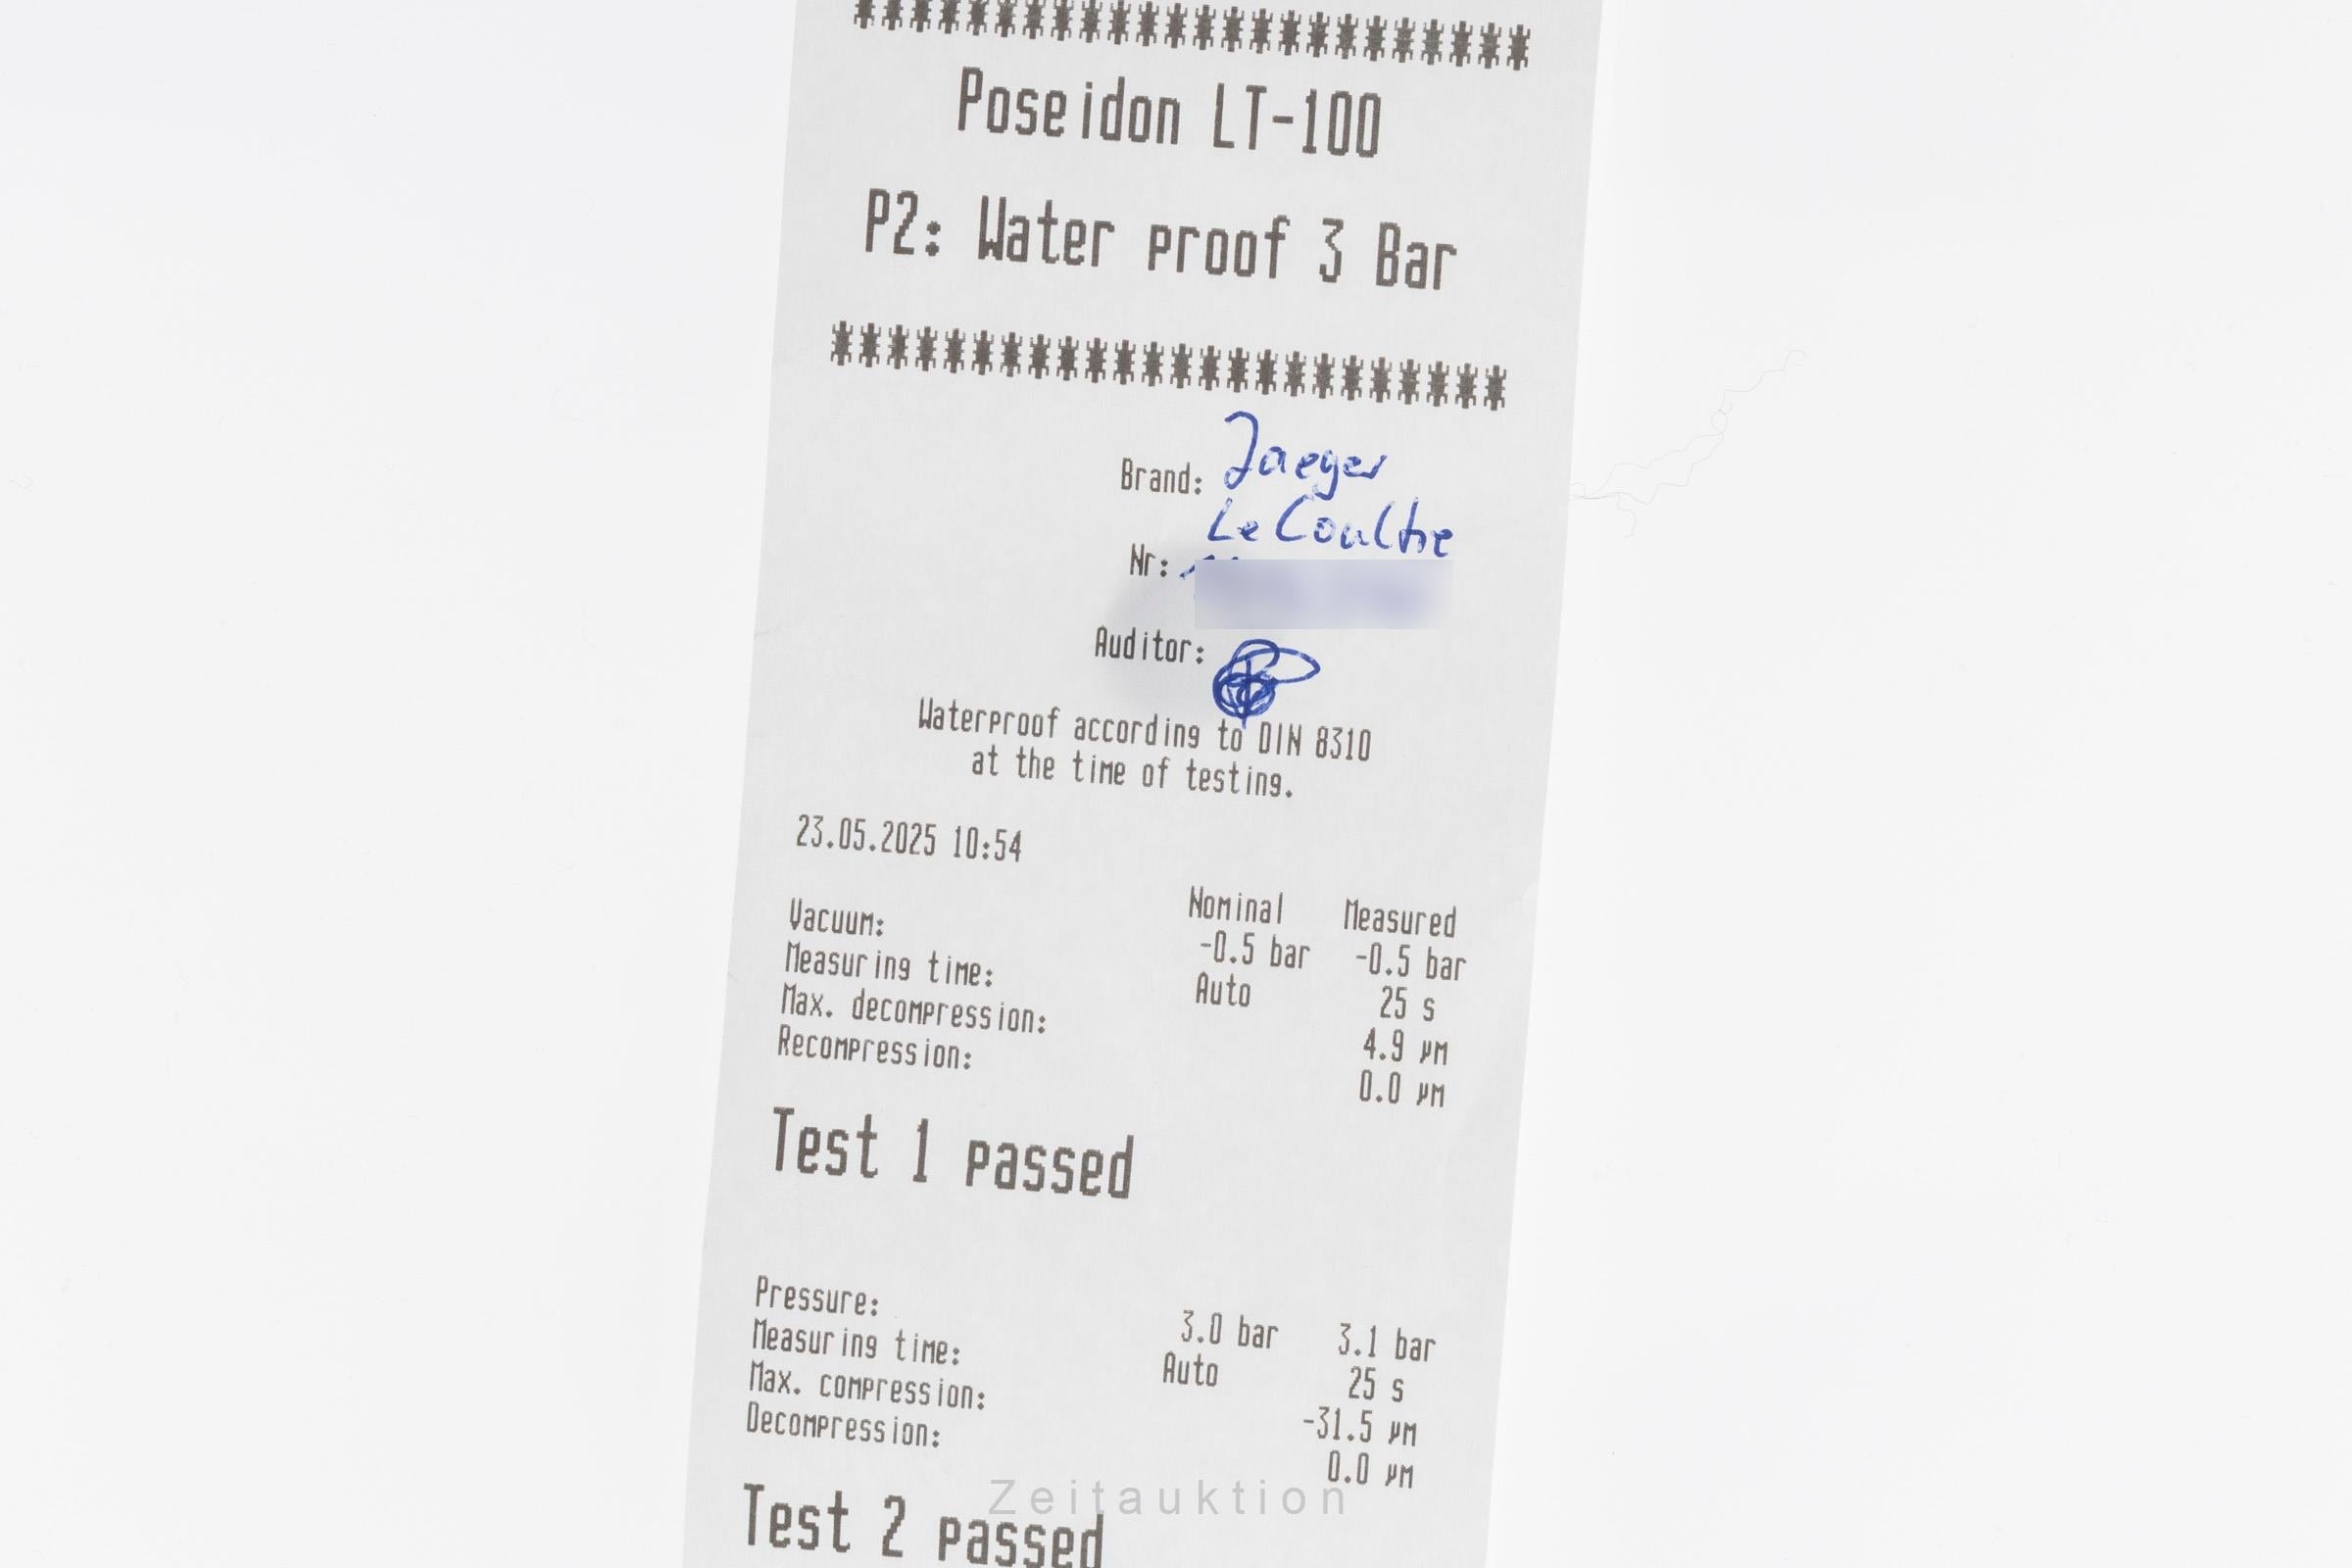 ************************
Poseidon LT-100
P2: Water proof 3 Bar
************************
Brand: Jaeger
LeCoultre
Nr:
Auditor:
Waterproof according to DIN 8310
at the time of testing.
23.05.2025 10:54
Nominal Measured
Vacuum: -0.5 bar -0.5 bar
Measuring time: Auto 25 s
Max. decompression: 4.9 µm
Recompression: 0.0 µm
Test 1 passed
Pressure: 3.0 bar 3.1 bar
Measuring time: Auto 25 s
Max. compression: -31.5 µm
Decompression: 0.0 µm
Test 2 passed
Zeitauktion